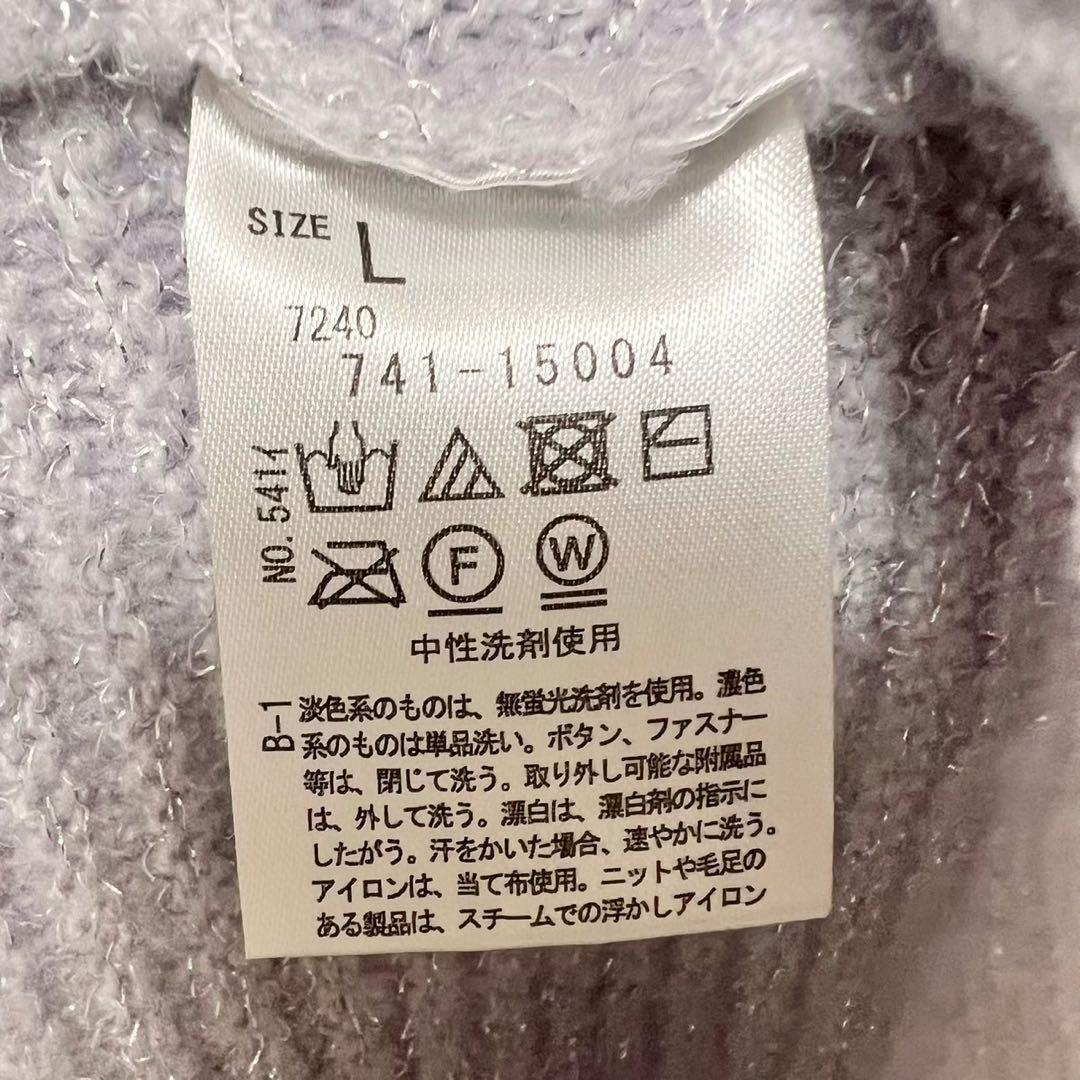 SIZE L
7240
741-15004
NO.5411
F W
中性洗剤使用
B-1
淡色系のものは、無蛍光洗剤を使用。濃色
系のものは単品洗い。ボタン、ファスナー
等は、閉じて洗う。取り外し可能な附属品
は、外して洗う。漂白は、漂白剤の指示に
したがう。汗をかいた場合、速やかに洗う。
アイロンは、当て布使用。ニットや毛足の
ある製品は、スチームでの浮かしアイロン